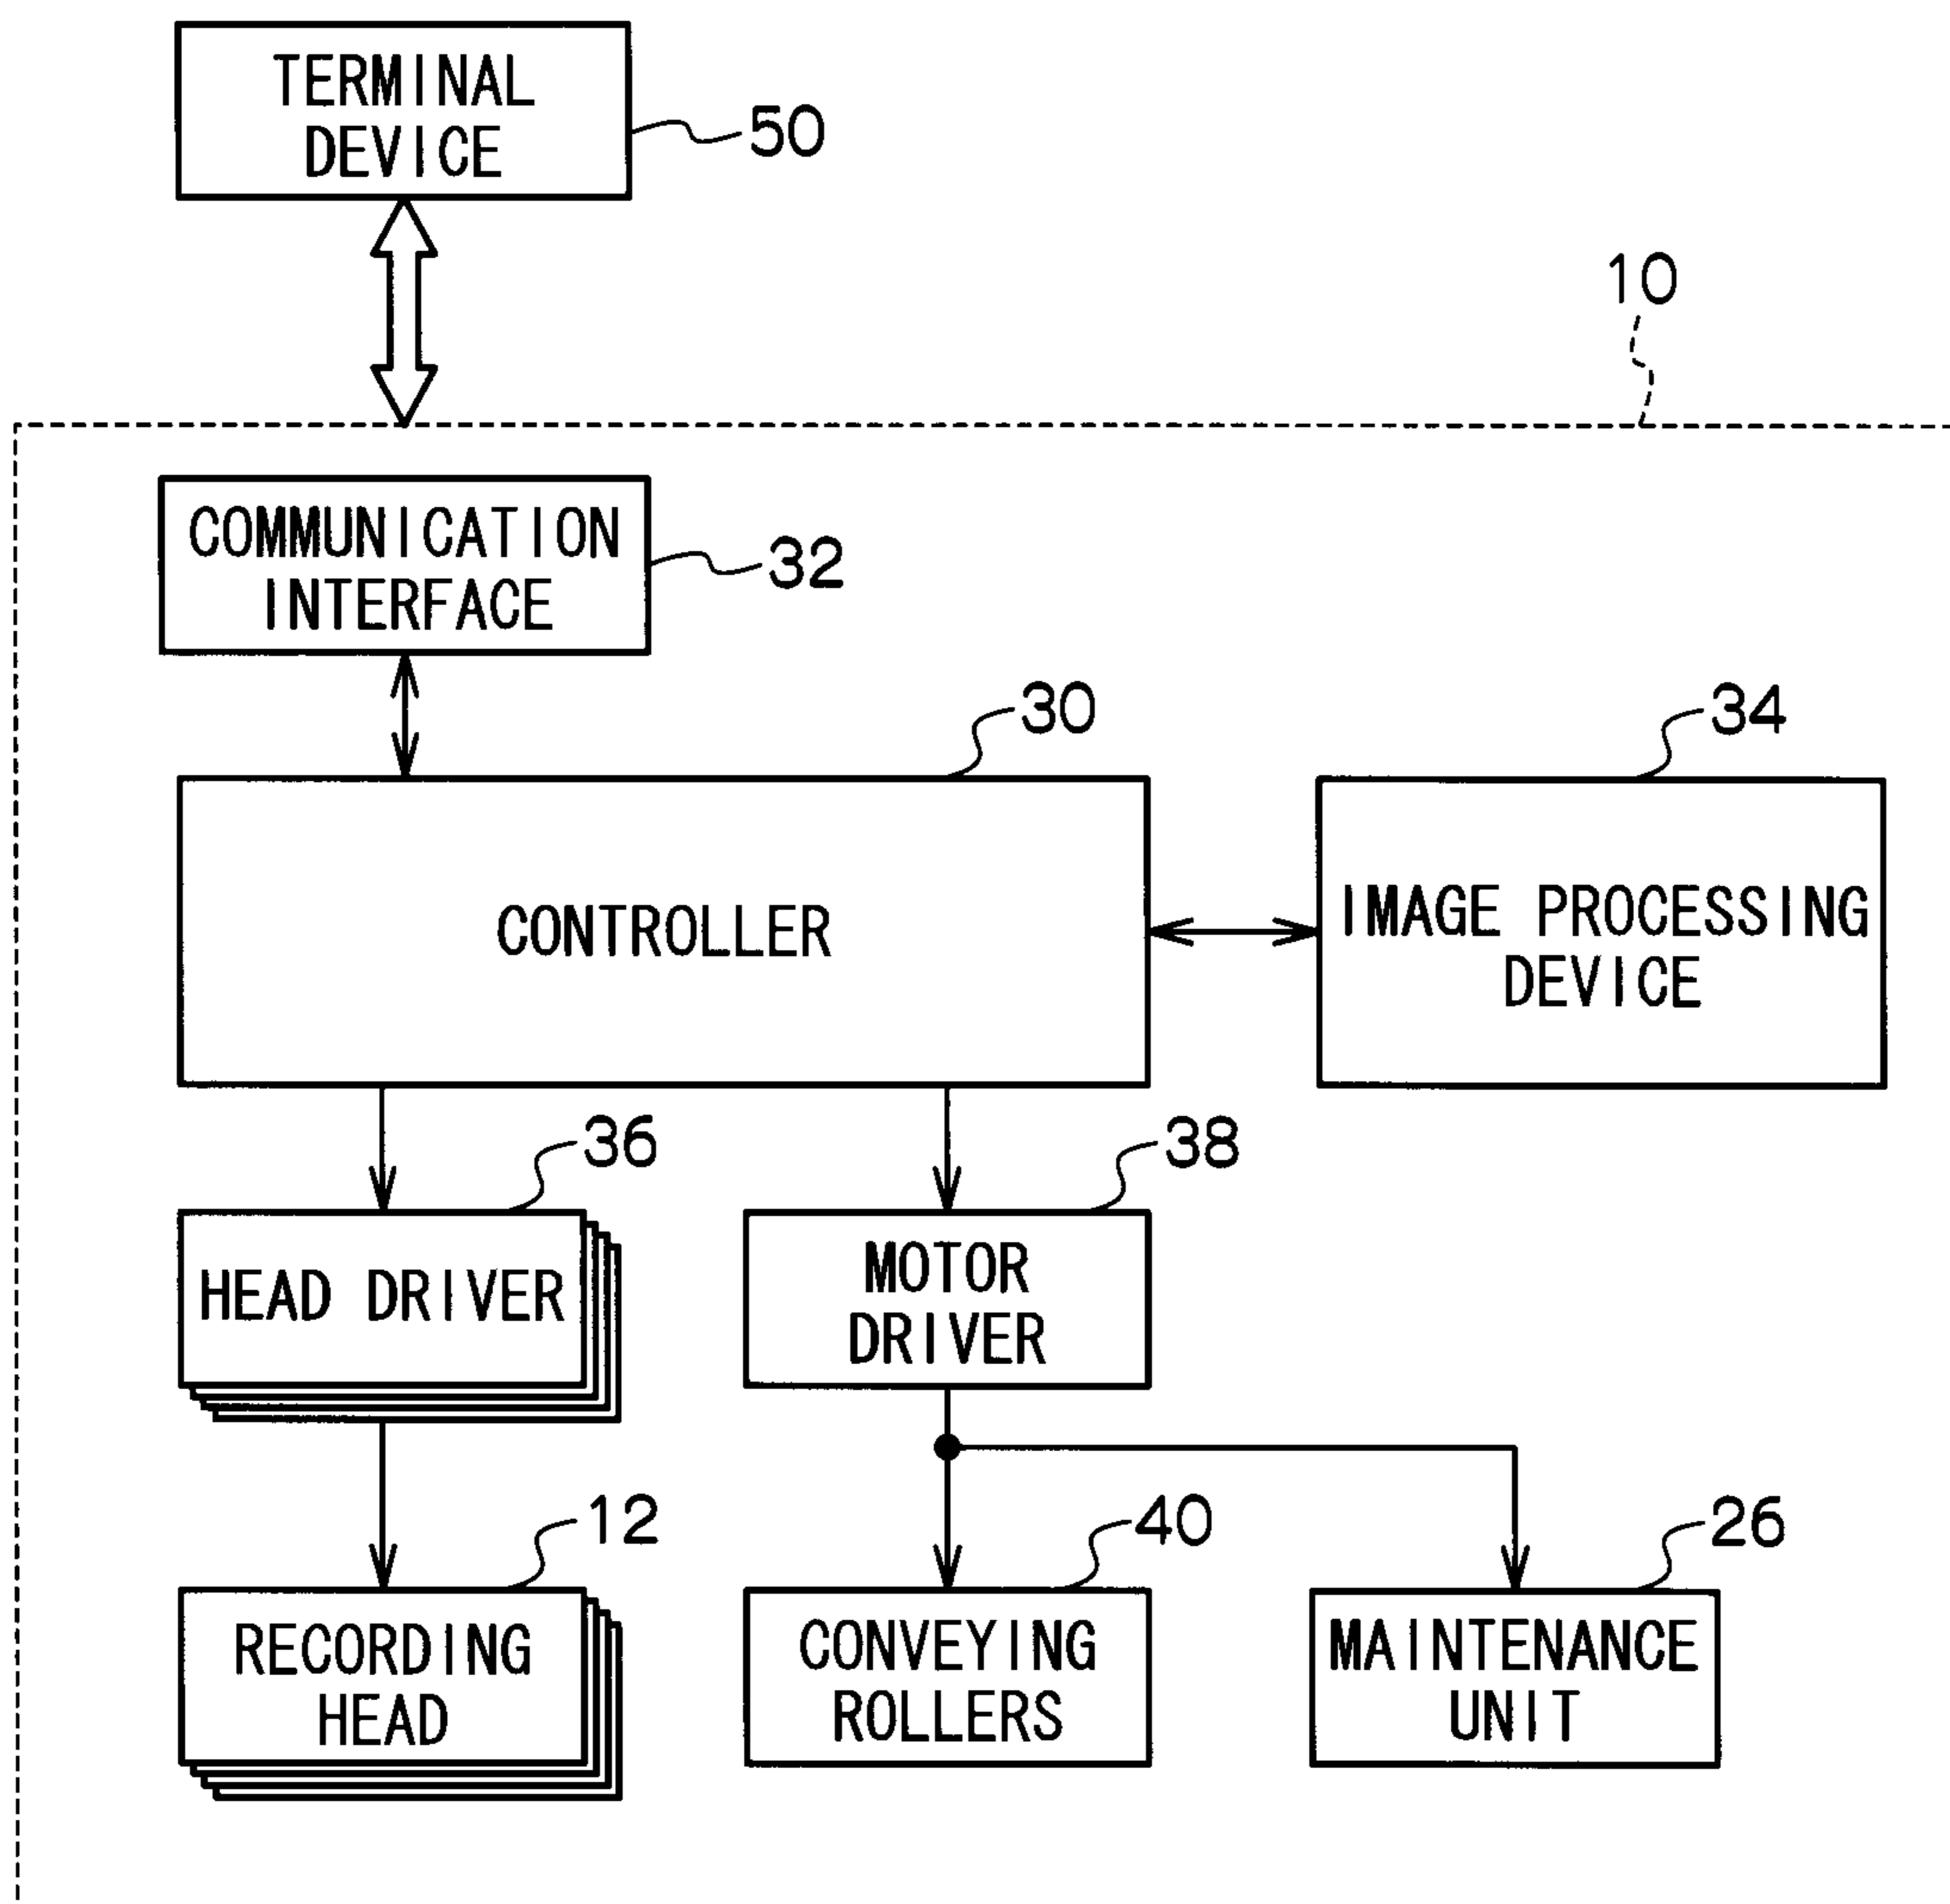 TERMINAL
DEVICE
50
10
COMMUNICATION
INTERFACE
32
30
34
CONTROLLER
IMAGE PROCESSING
DEVICE
36
38
HEAD DRIVER
MOTOR
DRIVER
12
40
26
RECORDING
HEAD
CONVEYING
ROLLERS
MAINTENANCE
UNIT